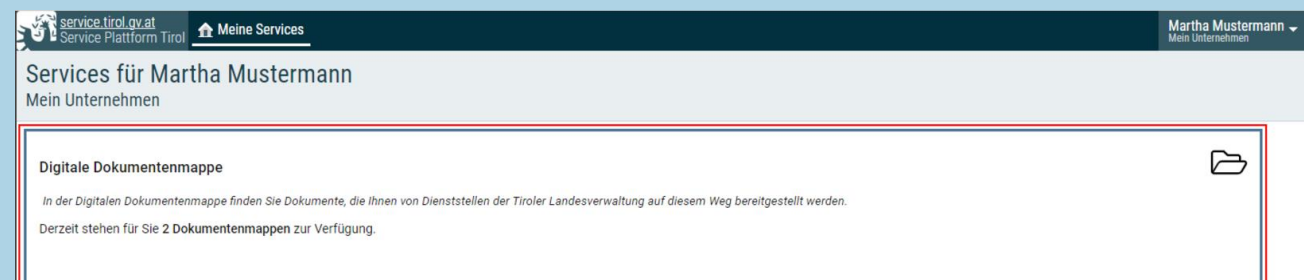 service.tirol.gv.at
Service Plattform Tirol
Meine Services
Martha Mustermann
Mein Unternehmen
Services für Martha Mustermann
Mein Unternehmen
Digitale Dokumentenmappe
In der Digitalen Dokumentenmappe finden Sie Dokumente, die Ihnen von Dienststellen der Tiroler Landesverwaltung auf diesem Weg bereitgestellt werden.
Derzeit stehen für Sie 2 Dokumentenmappen zur Verfügung.